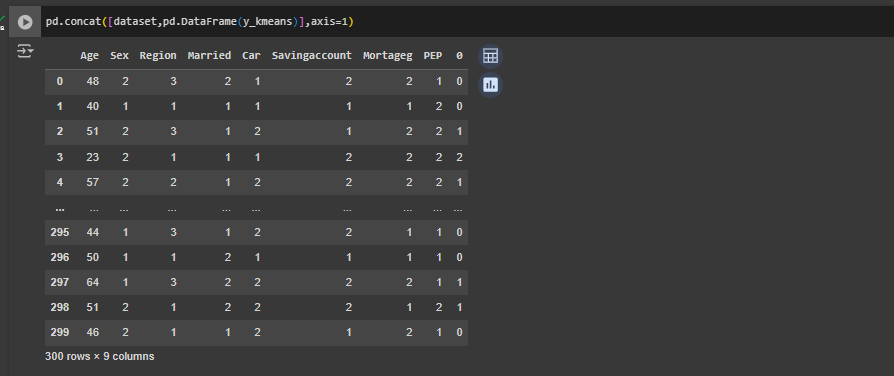 s
pd.concat([dataset,pd.DataFrame(y_kmeans)],axis=1)
Age Sex Region Married Car Savingaccount Mortageg PEP 0
0 48 2 3 2 1 2 2 1 0
1 40 1 1 1 1 1 1 2 0
2 51 2 3 1 2 1 2 2 1
3 23 2 1 1 1 2 2 2 2
4 57 2 2 1 2 2 2 2 1
... ... ... ... ... ... ... ... ... ...
295 44 1 3 1 2 2 1 1 0
296 50 1 1 2 1 1 1 1 0
297 64 1 3 2 2 2 2 1 1
298 51 2 1 2 2 2 1 2 1
299 46 2 1 1 2 1 2 1 0
300 rows × 9 columns